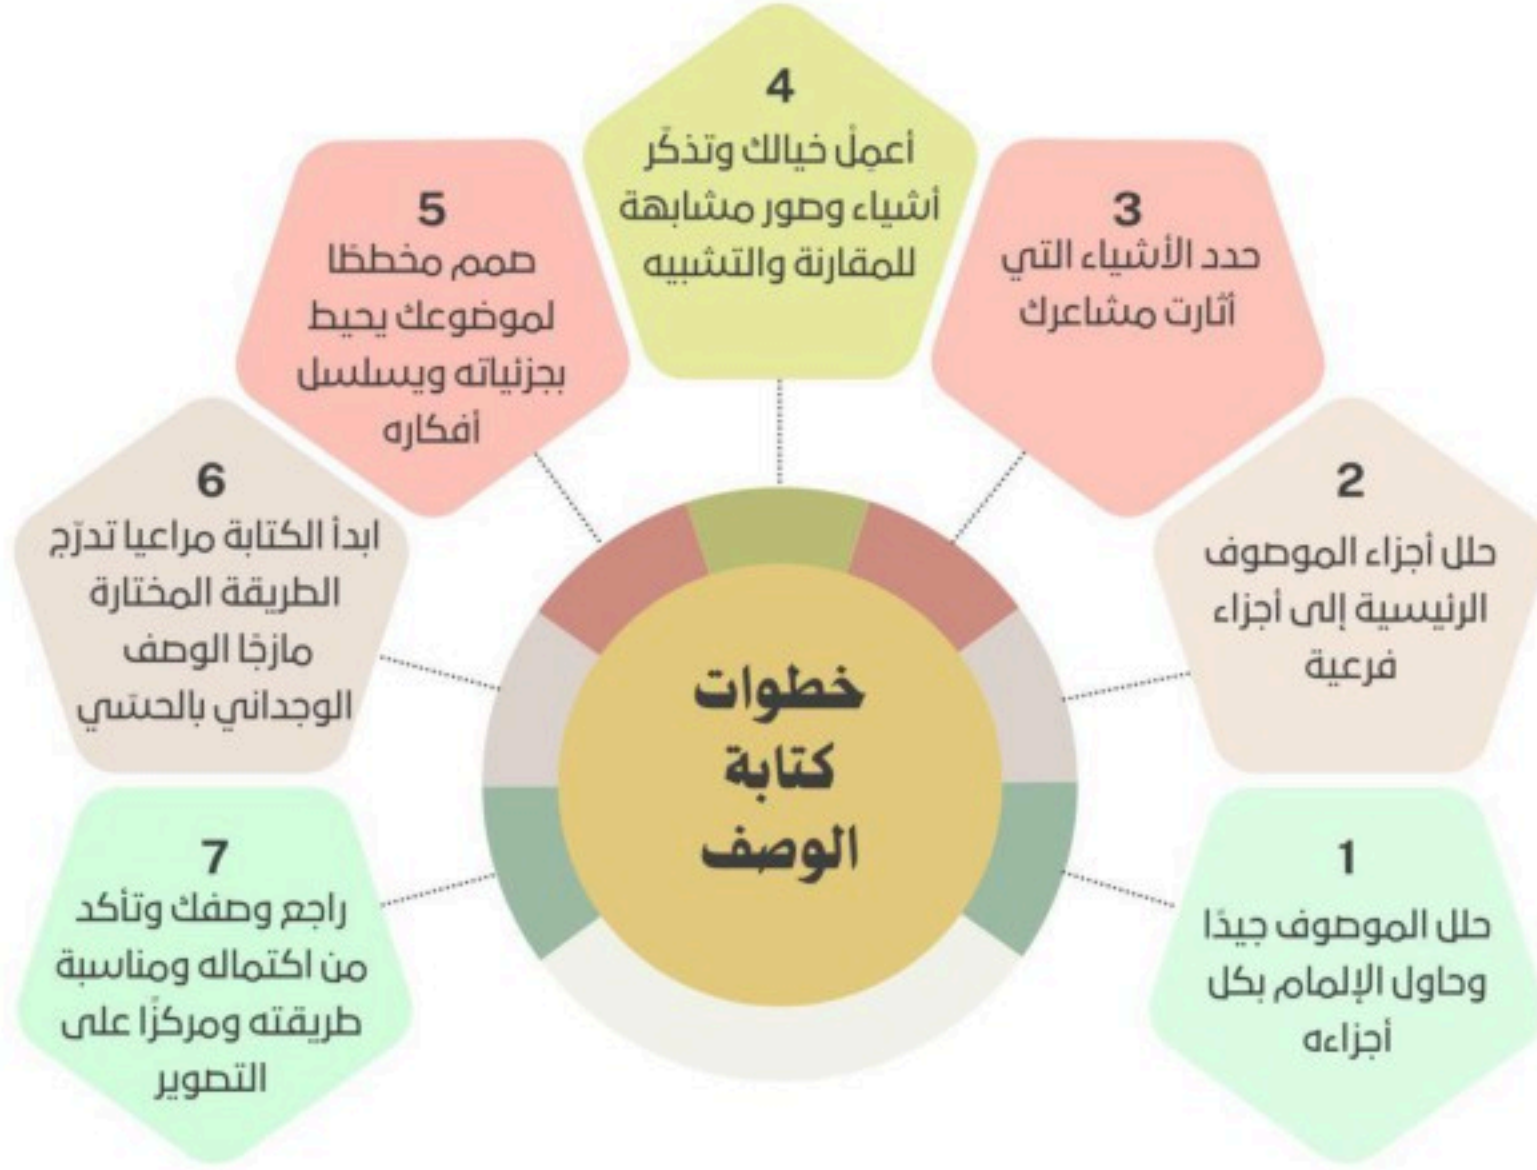 خطوات
كتابة
الوصف
1
حلل الموصوف جيدًا
وحاول الإلمام بكل
أجزاءه
2
حلل أجزاء الموصوف
الرئيسية إلى أجزاء
فرعية
3
حدد الأشياء التي
أثارت مشاعرك
4
أعمِلْ خيالك وتذكّر
أشياء وصور مشابهة
للمقارنة والتشبيه
5
صمم مخططًا
لموضوعك يحيط
بجزئياته ويسلسل
أفكاره
6
ابدأ الكتابة مراعيا تدرّج
الطريقة المختارة
مازجًا الوصف
الوجداني بالحسّي
7
راجع وصفك وتأكد
من اكتماله ومناسبة
طريقته ومركزًا على
التصوير